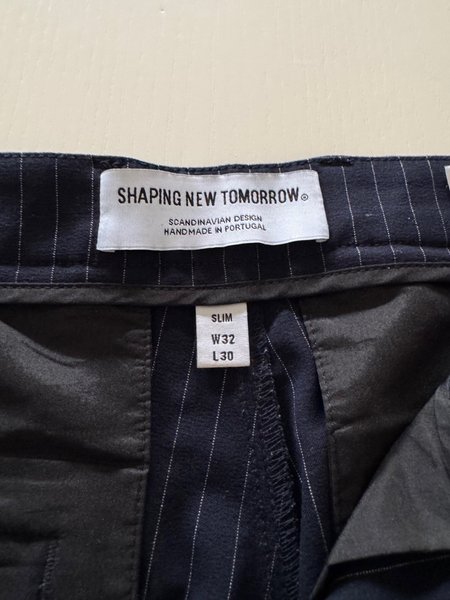 SHAPING NEW TOMORROW®
SCANDINAVIAN DESIGN
HANDMADE IN PORTUGAL
SLIM
W32
L30